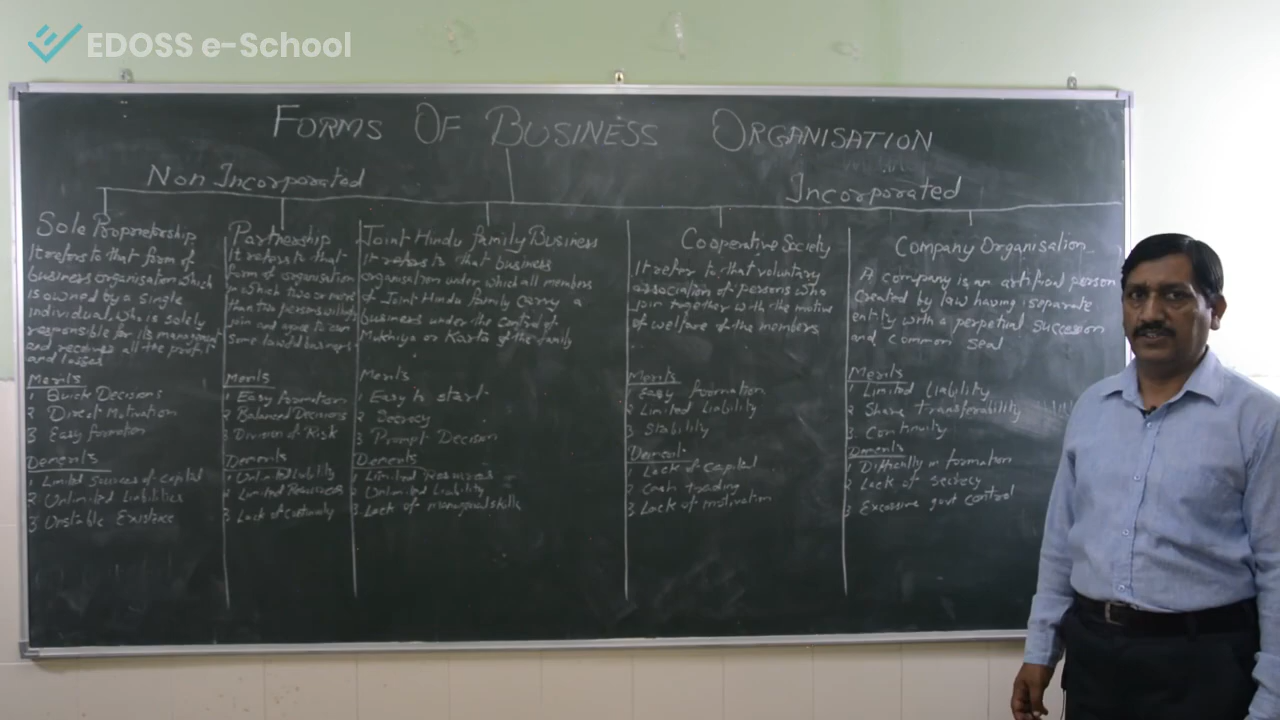 EDOSS e-School
FORMS OF BUSINESS ORGANISATION
Non Incorporated
Incorporated
Sole Proprietorship
It refers to that form of
business organisation which
is owned by a single
individual who is solely
responsible for its management
and receives all the profit
and losses
Merits
1 Quick Decisions
2 Direct Motivation
3 Easy formation
Demerits
1 Limited Sources of capital
2 Unlimited Liabilities
3 Unstable Existence
Partnership
It refers to that
form of organisation
in which two or more
than two persons
join and agree to
some lawful business
Merits
1 Easy formation
2 Balanced Decisions
3 Division of Risk
Demerits
1 Unlimited Liability
2 Limited Resources
3 Lack of
Joint Hindu family Business
It refers to that business
organisation under which all members
of Joint Hindu family carry a
business under the control of
Mukhiya or Karta of the family
Merits
1 Easy to start
2 Secrecy
3 Prompt Decision
Demerits
1 Limited Resources
2 Unlimited Liability
3 Lack of managerial skills
Cooperative Society
It refer to that voluntary
association of persons who
join together with the motive
of welfare of the members
Merits
1 Easy formation
2 Limited Liability
3 Stability
Demerit
1 Lack of capital
2 Cash trading
3 Lack of motivation
Company Organisation
A company is an artificial person
created by law having separate
entity with a perpetual succession
and common seal
Merits
1 Limited Liability
2 Share transferability
3 Continuity
Demerits
1 Difficulty in formation
2 Lack of secrecy
3 Excessive govt control